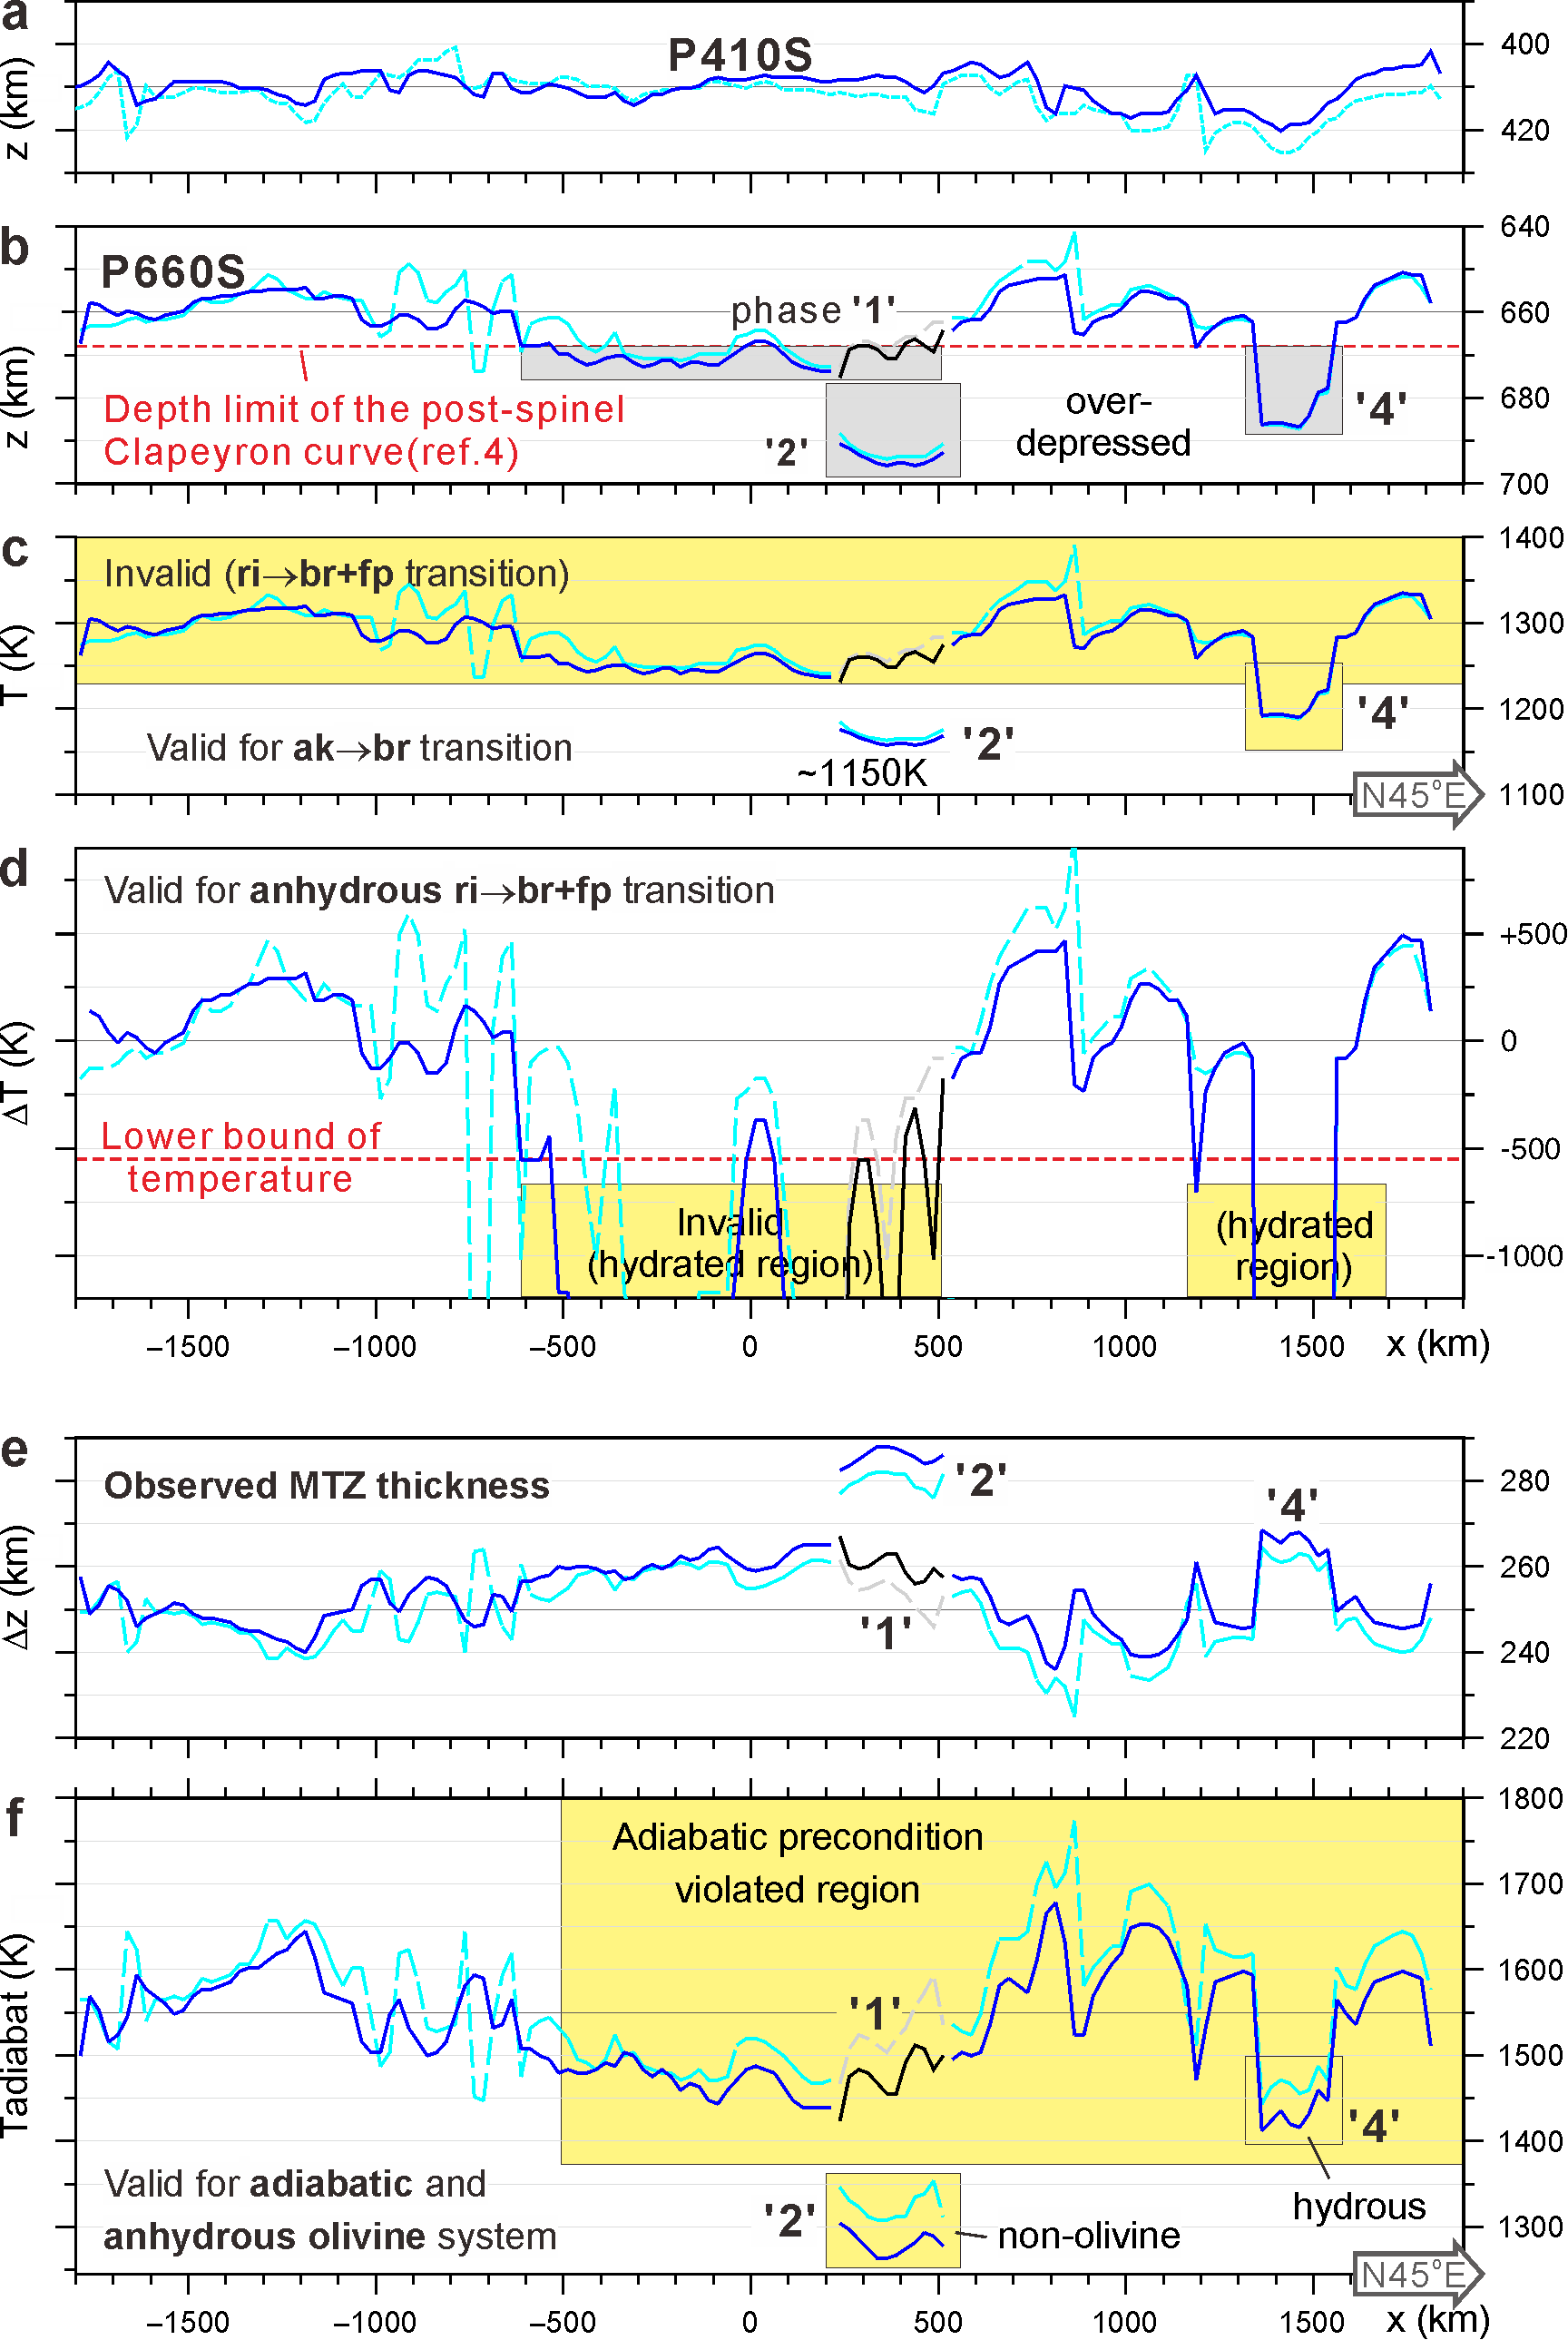 a
P410S
z (km)
400
420
b
P660S
phase '1'
Depth limit of the post-spinel
Clapeyron curve(ref.4)
'2'
over-
depressed
'4'
z (km)
640
660
680
700
c
Invalid (ri→br+fp transition)
Valid for ak→br transition
'2'
~1150K
'4'
T (K)
1400
1300
1200
1100
N45°E
d
Valid for anhydrous ri→br+fp transition
Lower bound of
temperature
Invalid
(hydrated region)
(hydrated
region)
ΔT (K)
+500
0
-500
-1000
−1500
−1000
−500
0
500
1000
1500
x (km)
e
Observed MTZ thickness
'2'
'1'
'4'
Δz (km)
280
260
240
220
f
Adiabatic precondition
violated region
'1'
'4'
hydrous
Valid for adiabatic and
anhydrous olivine system
'2'
non-olivine
Tadiabat (K)
1800
1700
1600
1500
1400
1300
N45°E
−1500
−1000
−500
0
500
1000
1500
x (km)